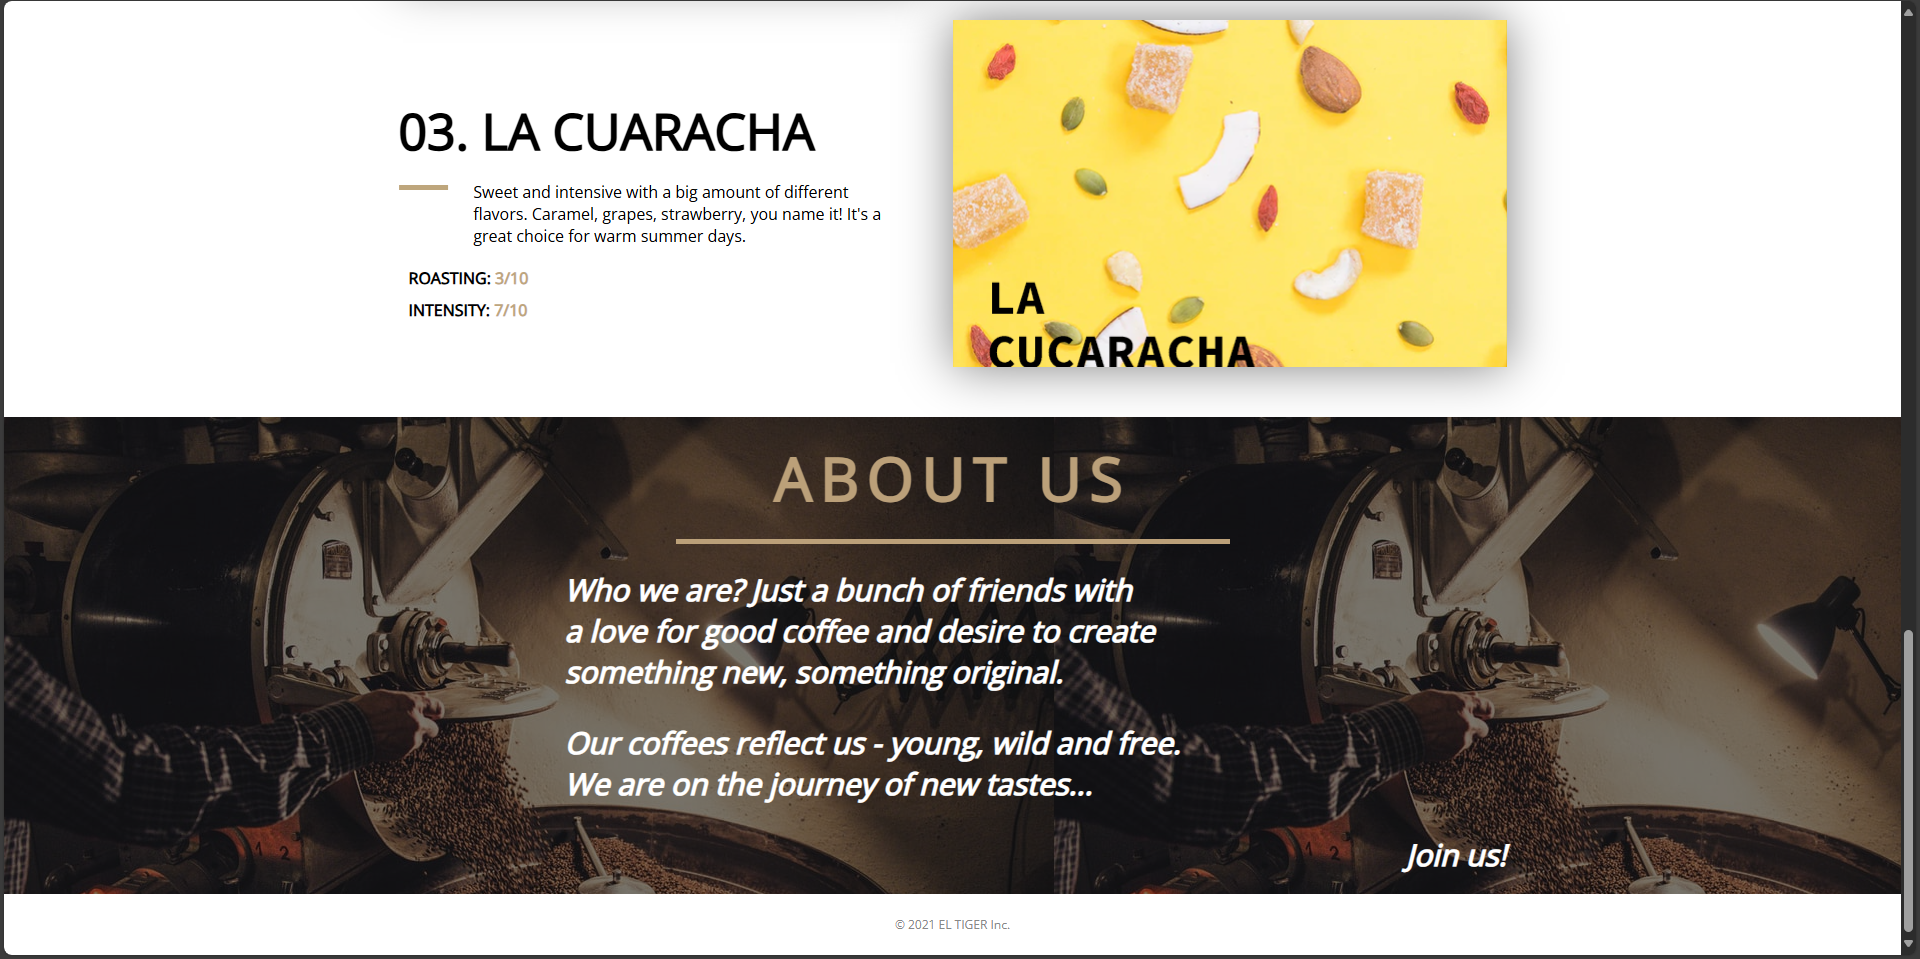 03. LA CUARACHA
Sweet and intensive with a big amount of different
flavors. Caramel, grapes, strawberry, you name it! It's a
great choice for warm summer days.
ROASTING: 3/10
INTENSITY: 7/10
LA
CUCARACHA
ABOUT US
Who we are? Just a bunch of friends with
a love for good coffee and desire to create
something new, something original.
Our coffees reflect us - young, wild and free.
We are on the journey of new tastes...
Join us!
1 2
1 2
© 2021 EL TIGER Inc.